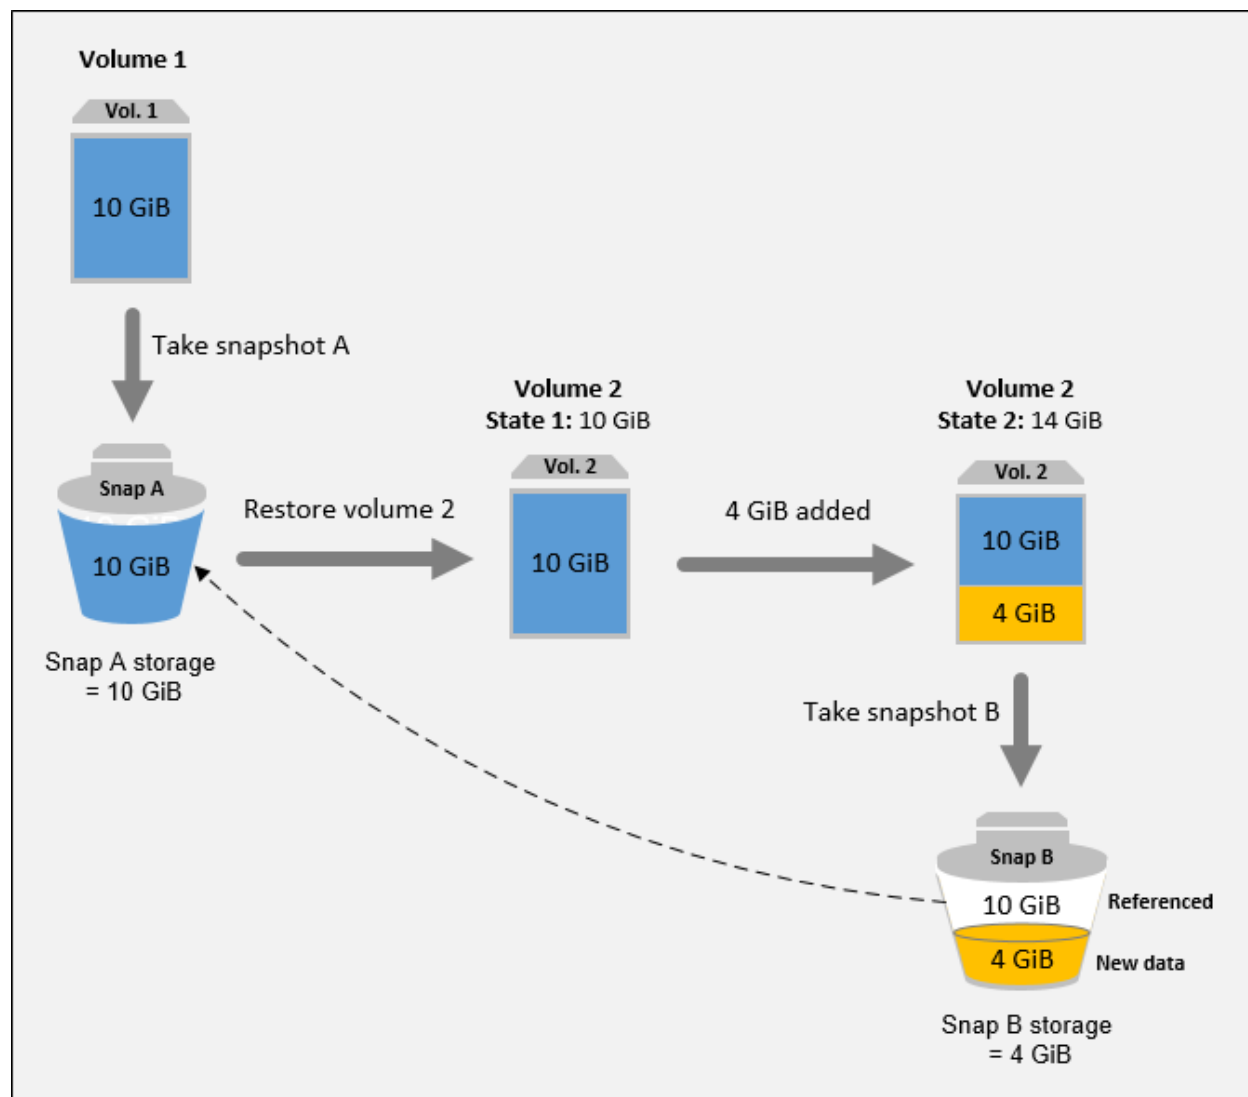 Volume 1
Vol. 1
10 GiB
Take snapshot A
Snap A
10 GiB
Snap A storage
= 10 GiB
Restore volume 2
Volume 2
State 1: 10 GiB
Vol. 2
10 GiB
4 GiB added
Volume 2
State 2: 14 GiB
Vol. 2
10 GiB
4 GiB
Take snapshot B
Snap B
10 GiB
Referenced
4 GiB
New data
Snap B storage
= 4 GiB